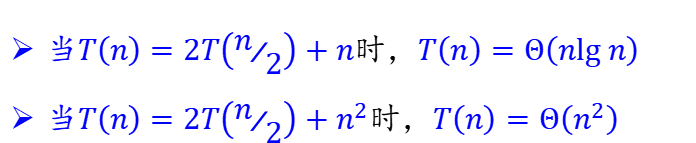 ➢ 当T(n) = 2T(n/2) + n时，T(n) = Θ(nlg n)
➢ 当T(n) = 2T(n/2) + n²时，T(n) = Θ(n²)